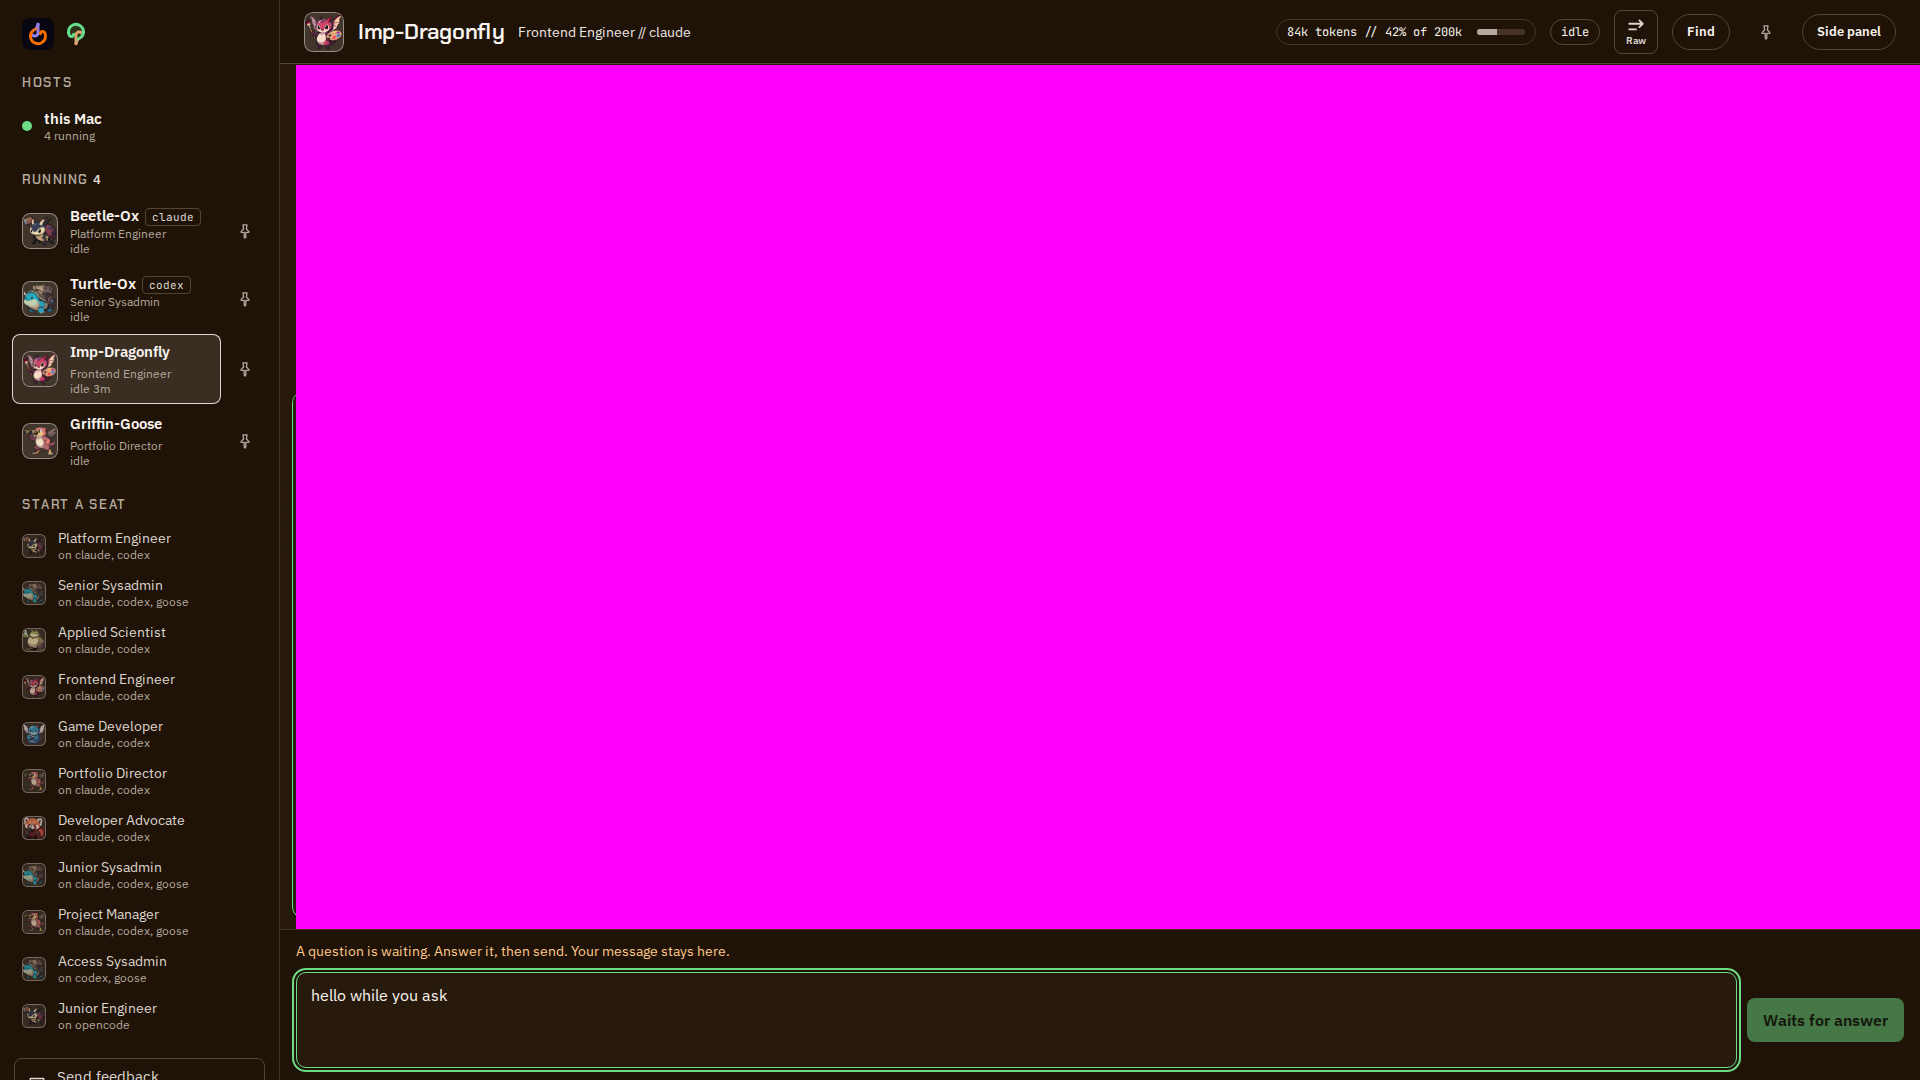 HOSTS
this Mac
4 running
RUNNING 4
Beetle-Ox claude
Platform Engineer
idle
Turtle-Ox codex
Senior Sysadmin
idle
Imp-Dragonfly
Frontend Engineer
idle 3m
Griffin-Goose
Portfolio Director
idle
START A SEAT
Platform Engineer
on claude, codex
Senior Sysadmin
on claude, codex, goose
Applied Scientist
on claude, codex
Frontend Engineer
on claude, codex
Game Developer
on claude, codex
Portfolio Director
on claude, codex
Developer Advocate
on claude, codex
Junior Sysadmin
on claude, codex, goose
Project Manager
on claude, codex, goose
Access Sysadmin
on codex, goose
Junior Engineer
on opencode
Send feedback
Imp-Dragonfly Frontend Engineer // claude
84k tokens // 42% of 200k
idle
Raw
Find
Side panel
A question is waiting. Answer it, then send. Your message stays here.
hello while you ask
Waits for answer